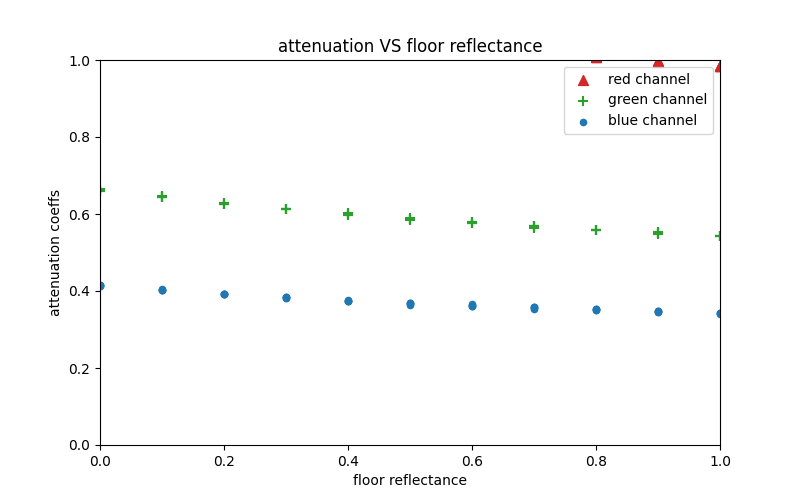 attenuation VS floor reflectance
red channel
green channel
blue channel
attenuation coeffs
1.0
0.8
0.6
0.4
0.2
0.0
0.0 0.2 0.4 0.6 0.8 1.0
floor reflectance